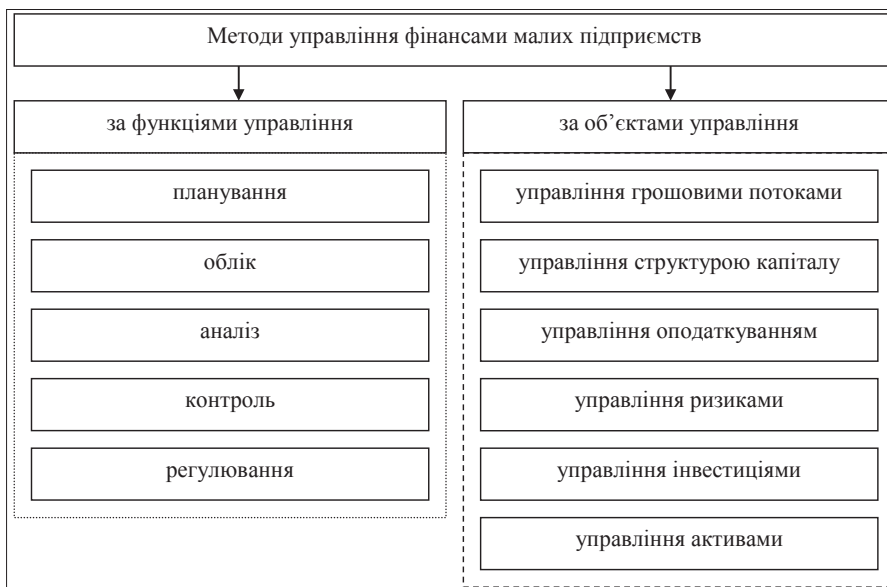 Методи управління фінансами малих підприємств
за функціями управління
планування
облік
аналіз
контроль
регулювання
за об’єктами управління
управління грошовими потоками
управління структурою капіталу
управління оподаткуванням
управління ризиками
управління інвестиціями
управління активами